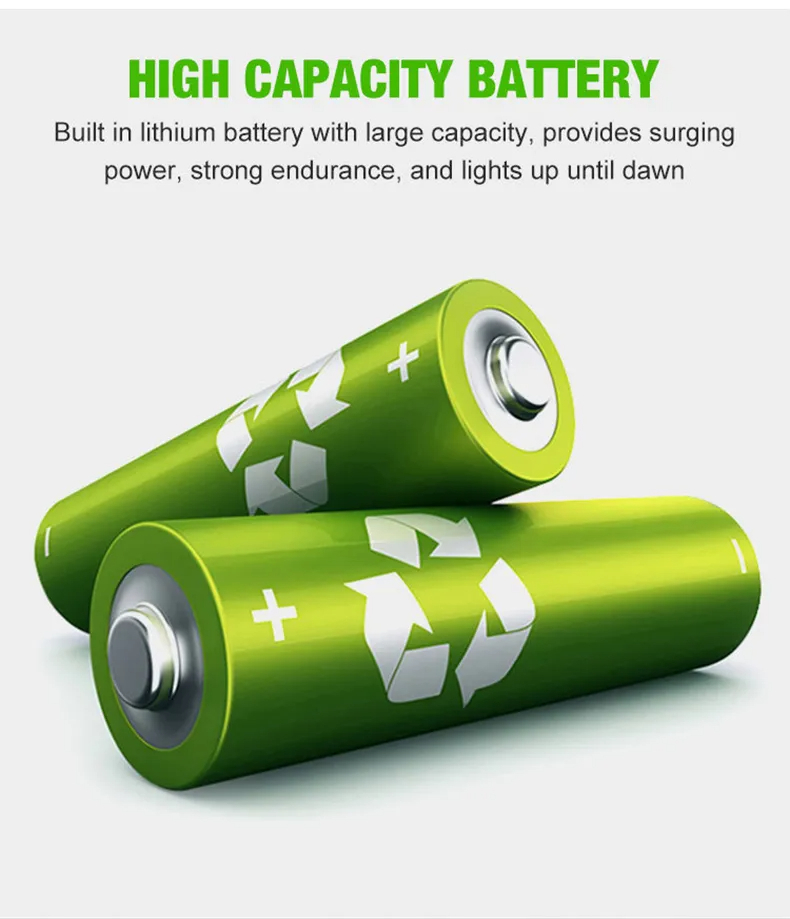 HIGH CAPACITY BATTERY
Built in lithium battery with large capacity, provides surging
power, strong endurance, and lights up until dawn
+
–
+
–